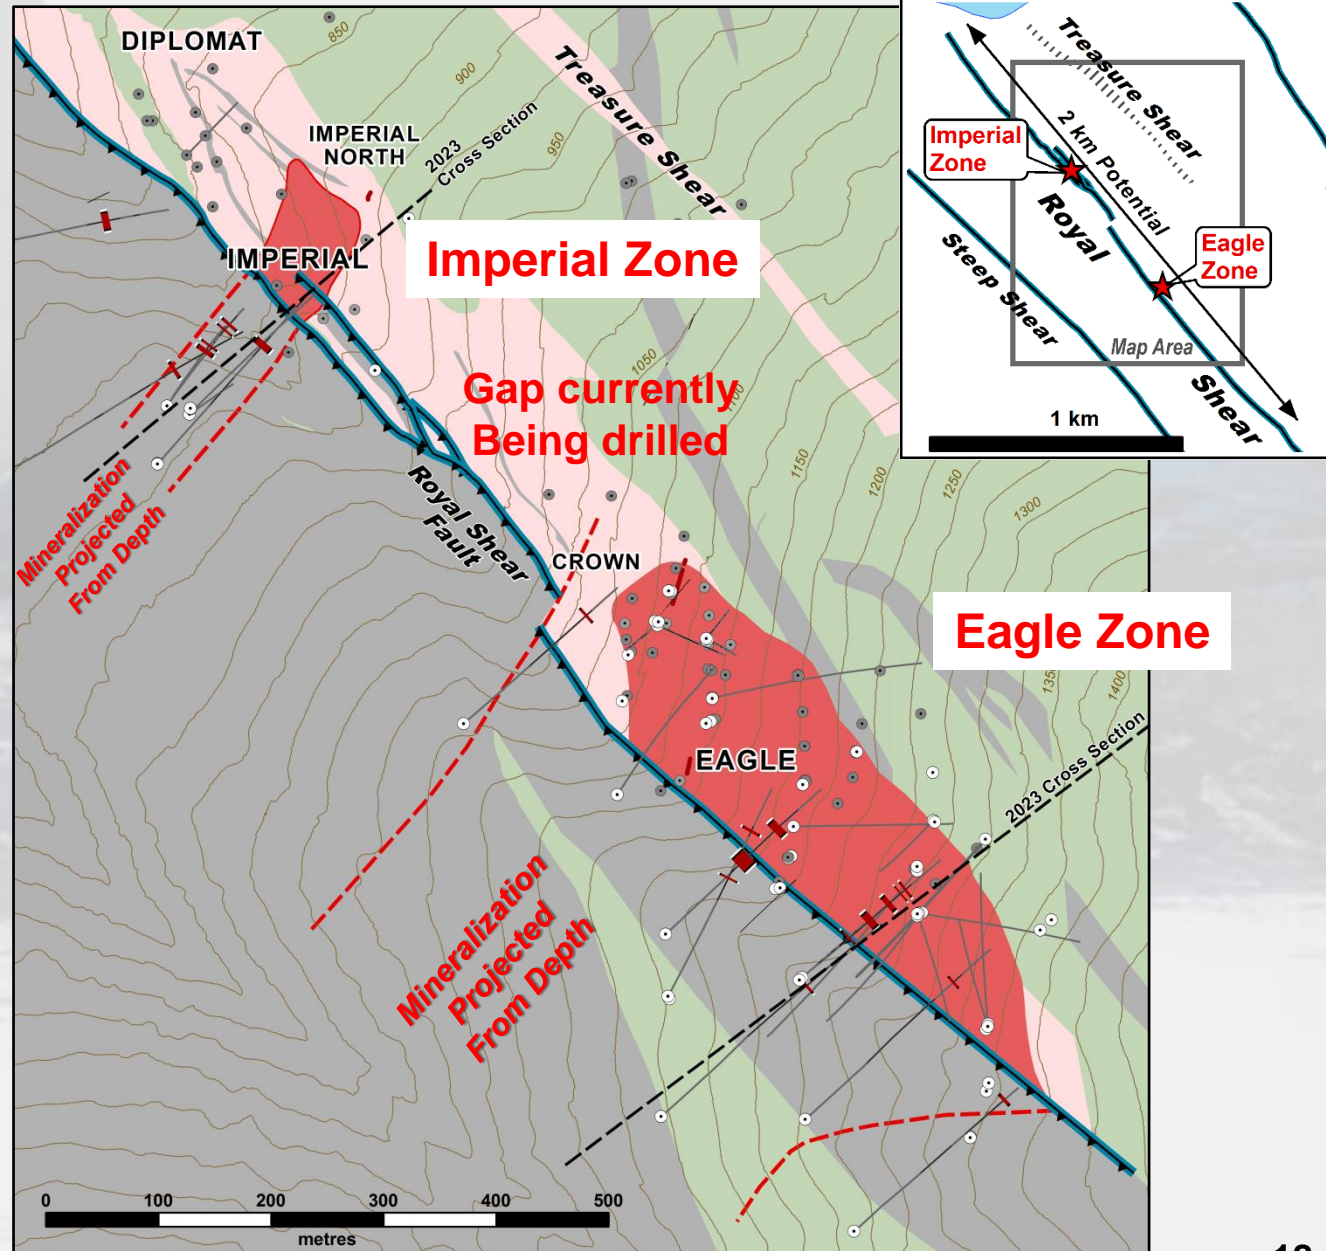 DIPLOMAT
850
900
950
IMPERIAL
NORTH
2023
Cross Section
Treasure Shear
IMPERIAL
Imperial Zone
Gap currently
Being drilled
1050
1100
1150
1200
1250
1300
Mineralization
Projected
From Depth
Royal Shear
Fault
CROWN
Eagle Zone
1400
EAGLE
2023 Cross Section
Mineralization
Projected
From Depth
0 100 200 300 400 500
metres
Treasure Shear
2 km Potential
Imperial
Zone
Royal
Shear
Eagle
Zone
Steep Shear
Map Area
1 km